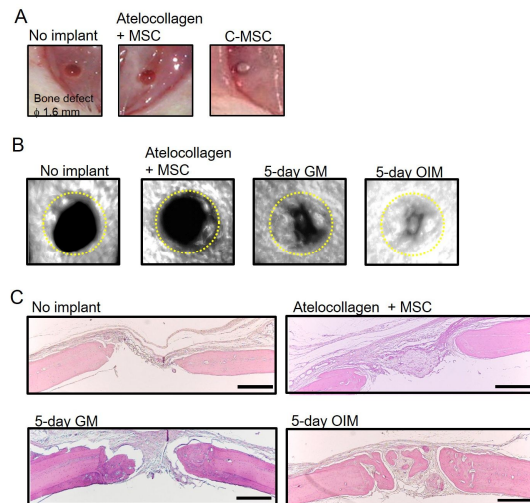 A
No implant
Atelocollagen
+ MSC
C-MSC
Bone defect
ϕ 1.6 mm
B
No implant
Atelocollagen
+ MSC
5-day GM
5-day OIM
C
No implant
Atelocollagen + MSC
5-day GM
5-day OIM